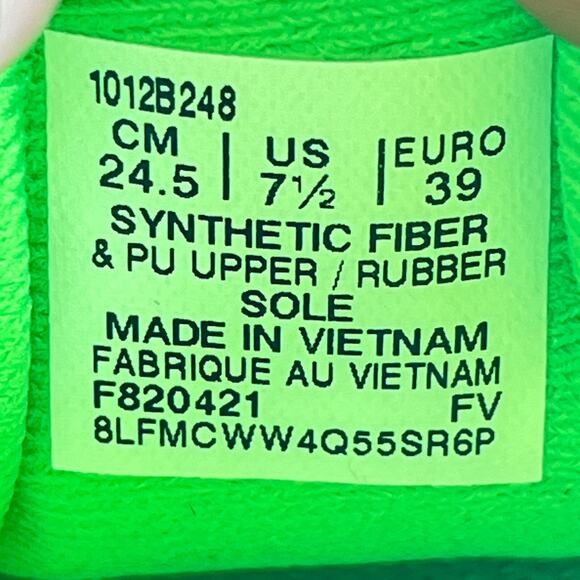 1012B248
CM | US | EURO
24.5 | 7½ | 39
SYNTHETIC FIBER
& PU UPPER / RUBBER
SOLE
MADE IN VIETNAM
FABRIQUE AU VIETNAM
F820421 FV
8LFMCWW4Q55SR6P